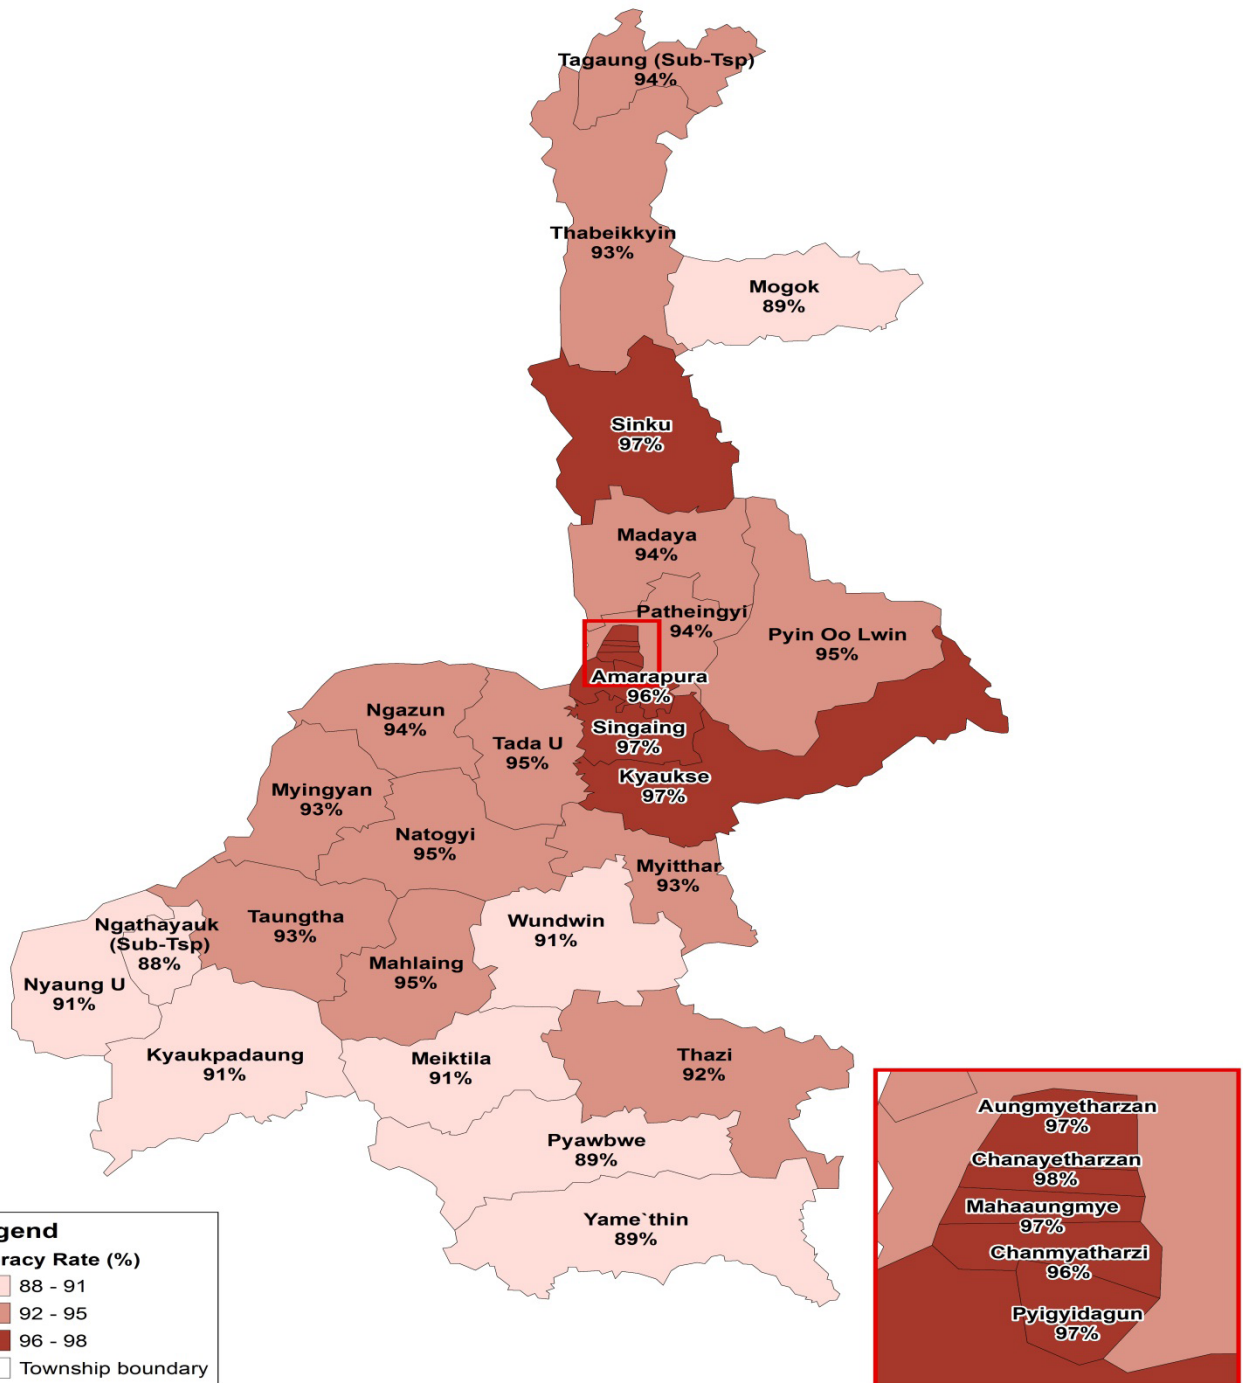 Tagaung (Sub-Tsp)
94%
Thabeikkyin
93%
Mogok
89%
Sinku
97%
Madaya
94%
Patheingyi
94%
Pyin Oo Lwin
95%
Amarapura
96%
Ngazun
94%
Singaing
97%
Tada U
95%
Kyaukse
97%
Myingyan
93%
Natogyi
95%
Myitthar
93%
Taungtha
93%
Wundwin
91%
Ngathayauk
(Sub-Tsp)
88%
Mahlaing
95%
Nyaung U
91%
Kyaukpadaung
91%
Meiktila
91%
Thazi
92%
Pyawbwe
89%
Yame`thin
89%
Aungmyetharzan
97%
Chanayetharzan
98%
Mahaaungmye
97%
Chanmyatharzi
96%
Pyigyidagun
97%
gend
racy Rate (%)
88 - 91
92 - 95
96 - 98
Township boundary